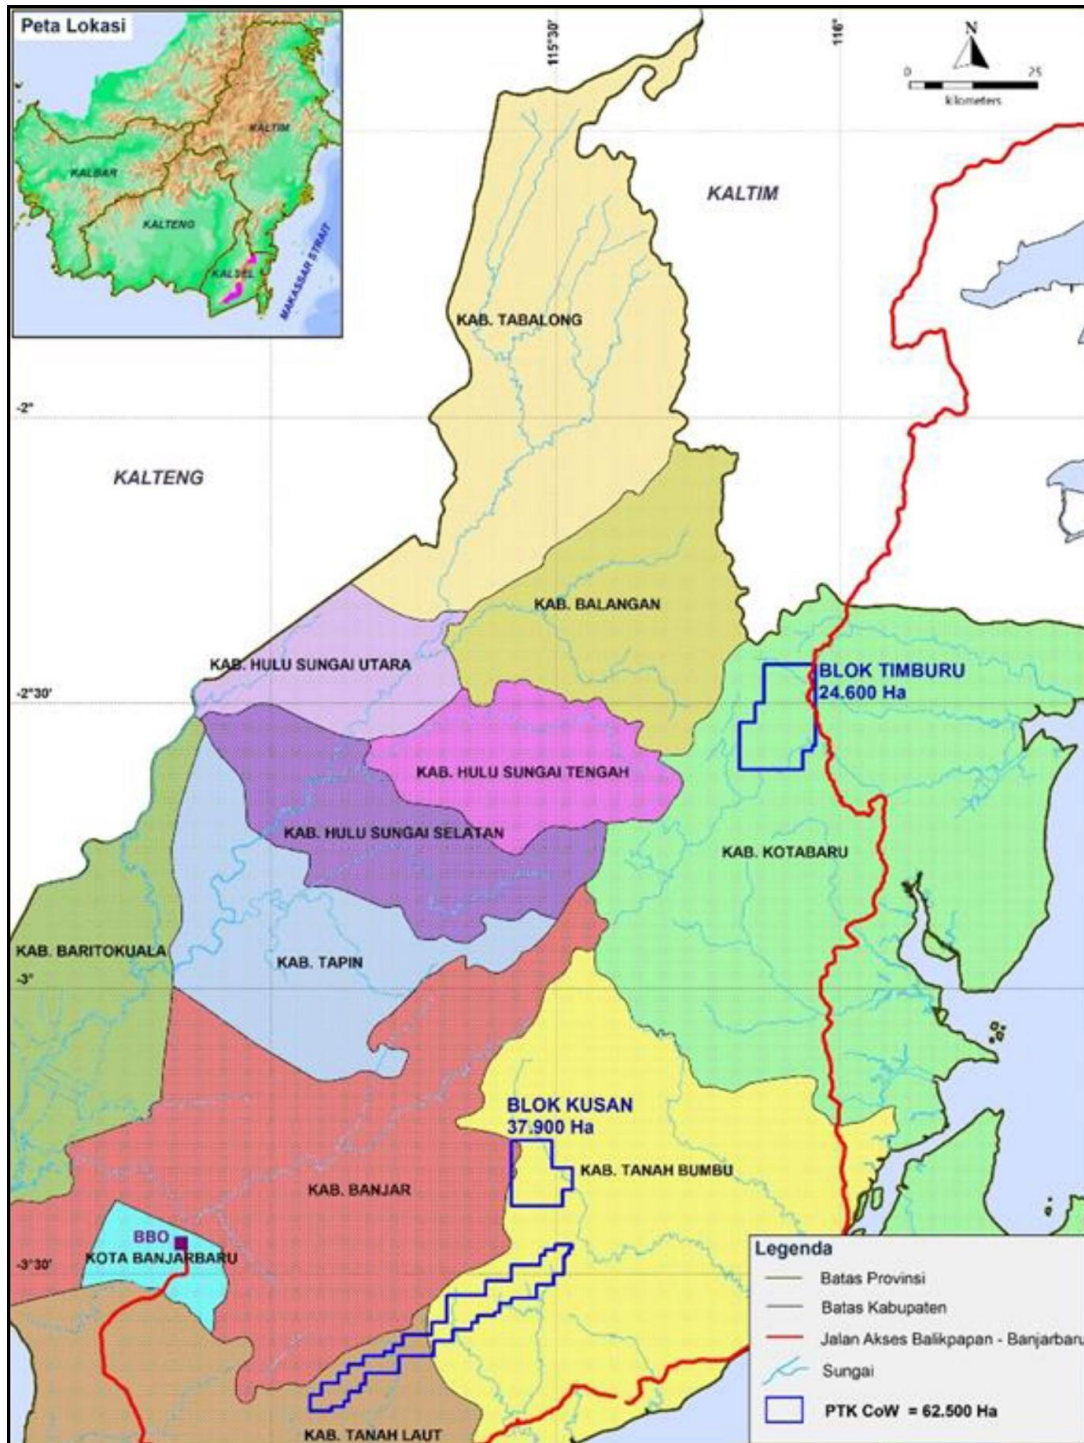 Peta Lokasi
KALTIM
KALBAR
KALTENG
KALSEL
MAKASSAR STRAIT
115°30'
116°
N
0 25
kilometers
KALTIM
KAB. TABALONG
-2°
KALTENG
KAB. BALANGAN
KAB. HULU SUNGAI UTARA
BLOK TIMBURU
24.600 Ha
-2°30'
KAB. HULU SUNGAI TENGAH
KAB. HULU SUNGAI SELATAN
KAB. KOTABARU
KAB. BARITOKUALA
KAB. TAPIN
-3°
BLOK KUSAN
37.900 Ha
KAB. TANAH BUMBU
KAB. BANJAR
BBO
KOTA BANJARBARU
-3°30'
KAB. TANAH LAUT
Legenda
Batas Provinsi
Batas Kabupaten
Jalan Akses Balikpapan - Banjarbaru
Sungai
PTK CoW = 62.500 Ha